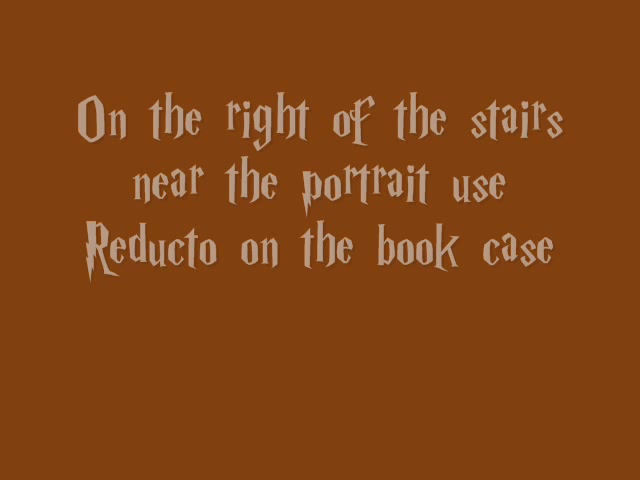 On the right of the stairs
near the portrait use
Reducto on the book case